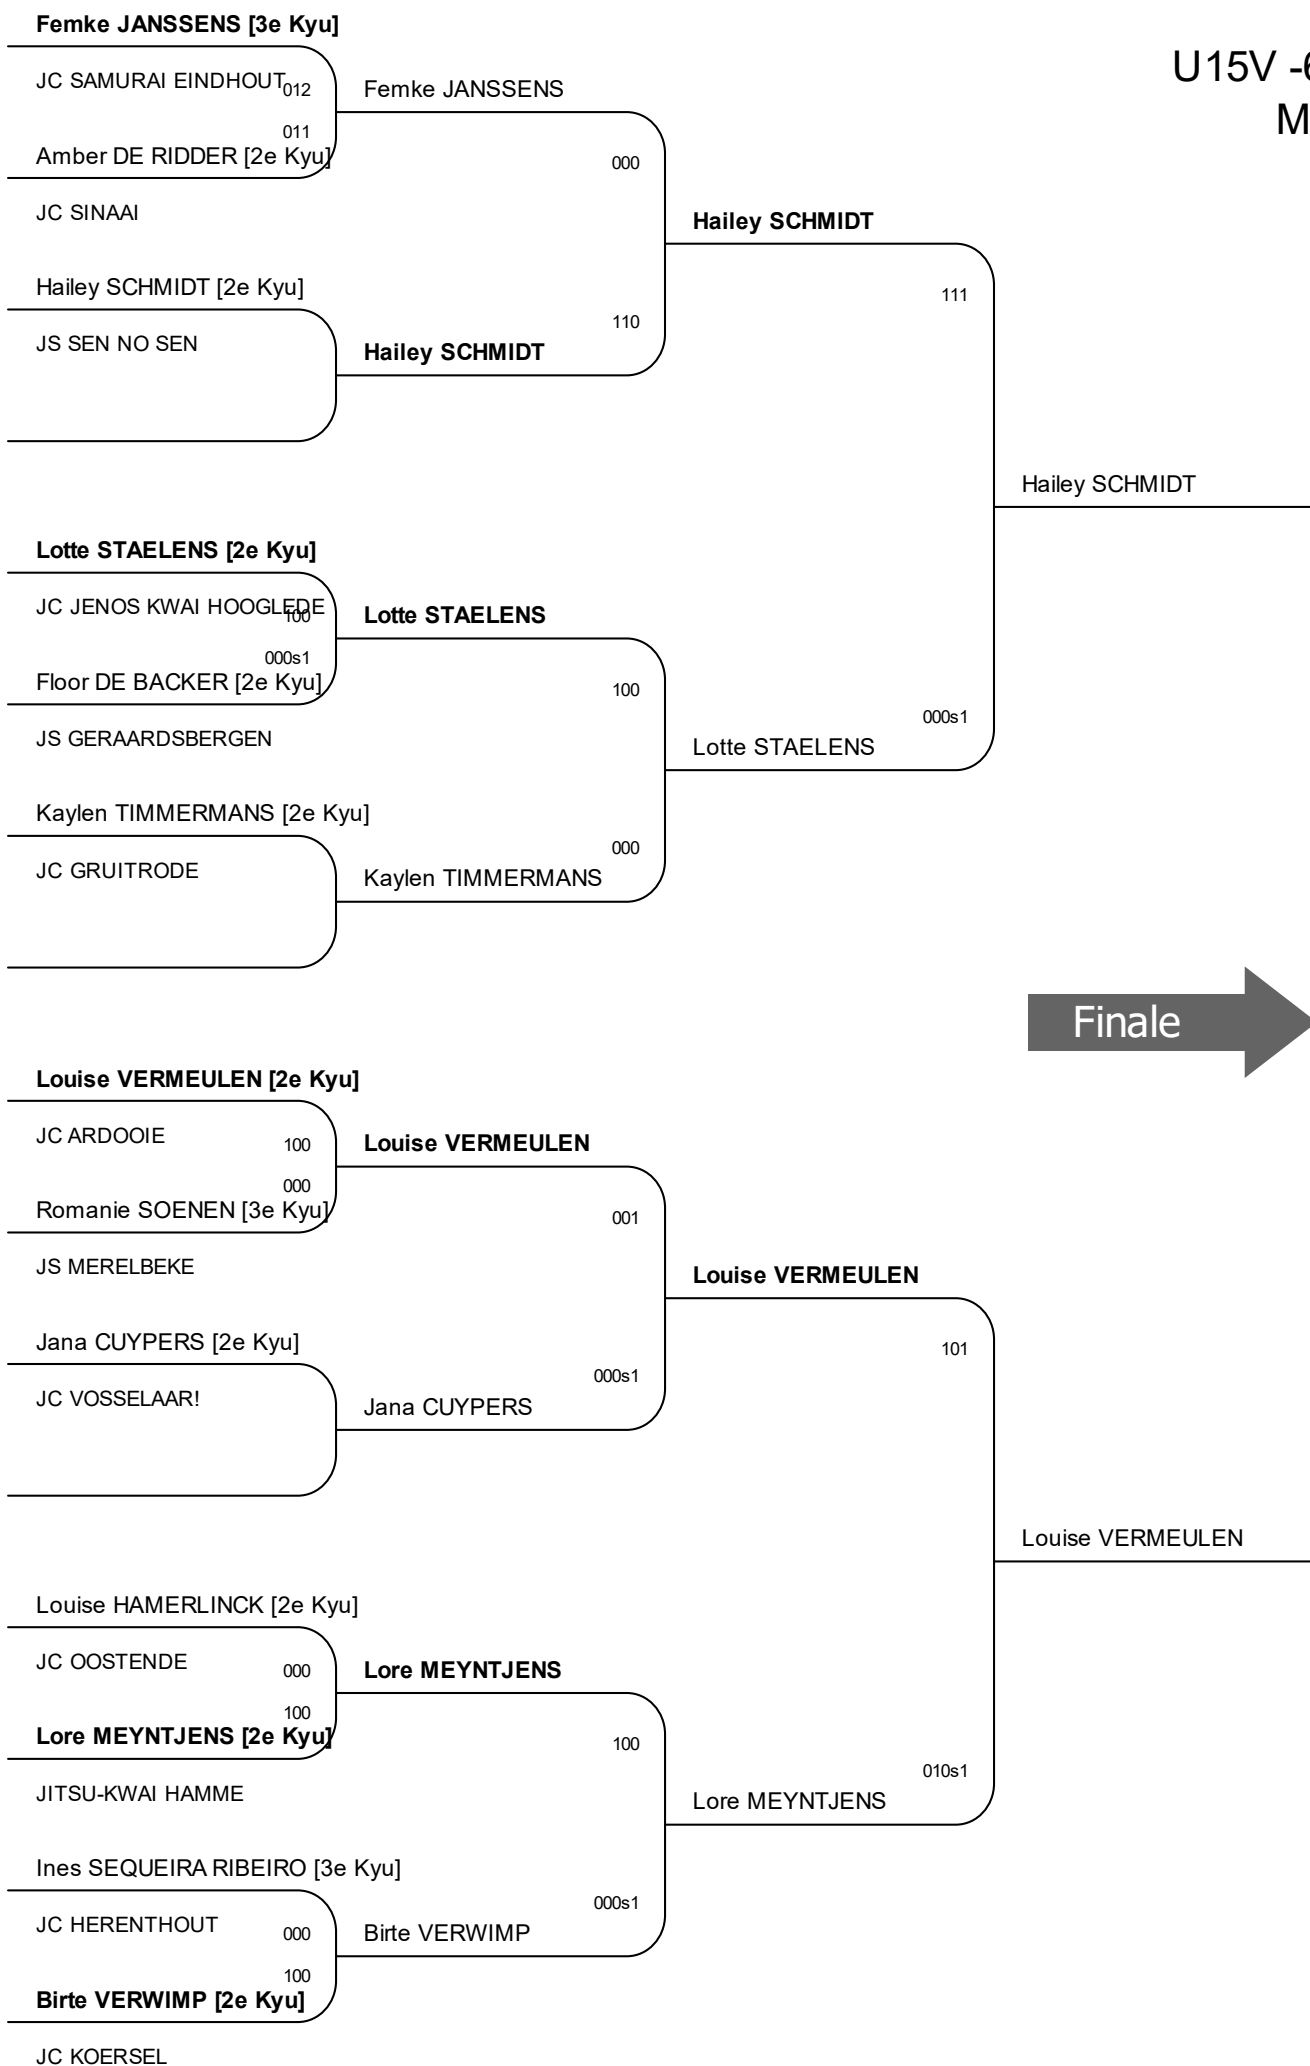 Femke JANSSENS [3e Kyu]
U15V -6
JC SAMURAI EINDHOUT
012
Femke JANSSENS
M
011
Amber DE RIDDER [2e Kyu]
000
JC SINAAI
Hailey SCHMIDT
Hailey SCHMIDT [2e Kyu]
111
110
JS SEN NO SEN
Hailey SCHMIDT
Hailey SCHMIDT
Lotte STAELENS [2e Kyu]
JC JENOS KWAI HOOGLEDE
100
Lotte STAELENS
000s1
Floor DE BACKER [2e Kyu]
100
000s1
JS GERAARDSBERGEN
Lotte STAELENS
Kaylen TIMMERMANS [2e Kyu]
000
JC GRUITRODE
Kaylen TIMMERMANS
Finale
Louise VERMEULEN [2e Kyu]
JC ARDOOIE
100
Louise VERMEULEN
000
Romanie SOENEN [3e Kyu]
001
JS MERELBEKE
Louise VERMEULEN
Jana CUYPERS [2e Kyu]
101
000s1
JC VOSSELAAR!
Jana CUYPERS
Louise VERMEULEN
Louise HAMERLINCK [2e Kyu]
JC OOSTENDE
000
Lore MEYNTJENS
100
Lore MEYNTJENS [2e Kyu]
100
010s1
JITSU-KWAI HAMME
Lore MEYNTJENS
Ines SEQUEIRA RIBEIRO [3e Kyu]
000s1
JC HERENTHOUT
000
Birte VERWIMP
100
Birte VERWIMP [2e Kyu]
JC KOERSEL